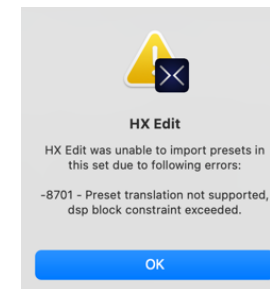 HX Edit
HX Edit was unable to import presets in
this set due to following errors:
-8701 - Preset translation not supported,
dsp block constraint exceeded.
OK